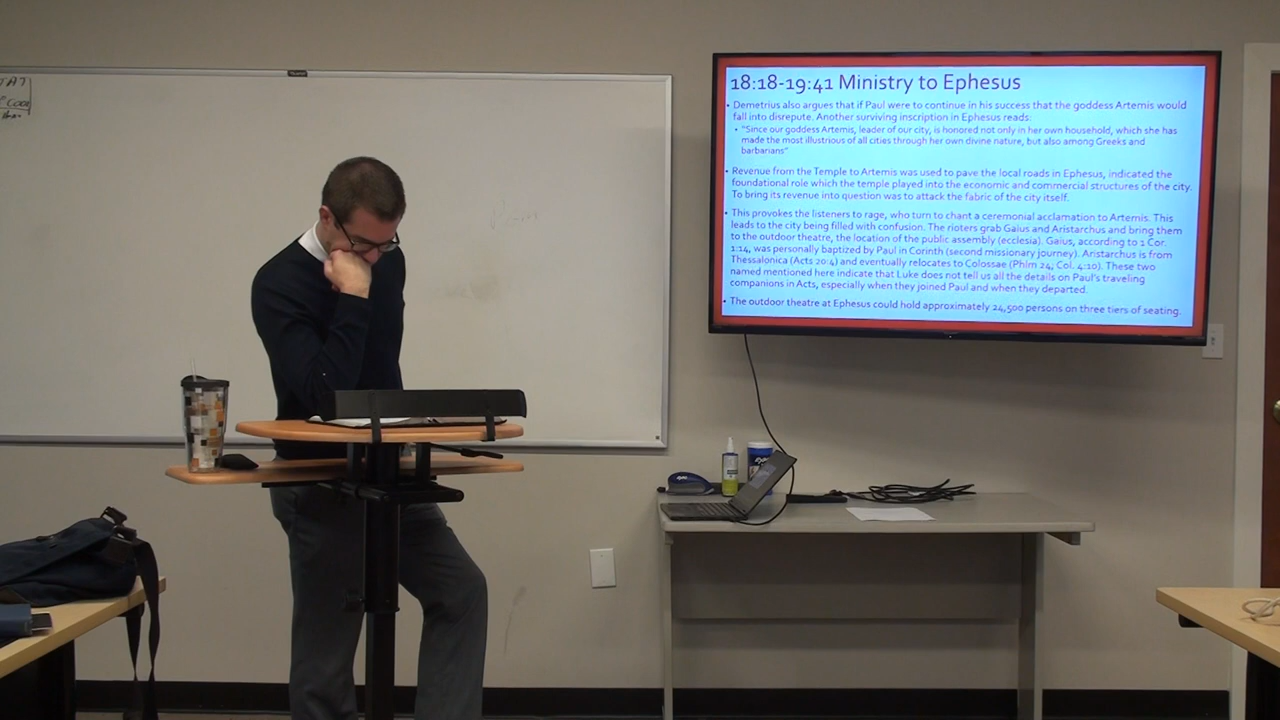 TAT
CODE
18:18-19:41 Ministry to Ephesus
• Demetrius also argues that if Paul were to continue in his success that the goddess Artemis would
fall into disrepute. Another surviving inscription in Ephesus reads:
• "Since our goddess Artemis, leader of our city, is honored not only in her own household, which she has
made the most illustrious of all cities through her own divine nature, but also among Greeks and
barbarians"
• Revenue from the Temple to Artemis was used to pave the local roads in Ephesus, indicated the
foundational role which the temple played into the economic and commercial structures of the city.
To bring its revenue into question was to attack the fabric of the city itself.
• This provokes the listeners to rage, who turn to chant a ceremonial acclamation to Artemis. This
leads to the city being filled with confusion. The rioters grab Gaius and Aristarchus and bring them
to the outdoor theatre, the location of the public assembly (ecclesia). Gaius, according to 1 Cor.
1:14, was personally baptized by Paul in Corinth (second missionary journey). Aristarchus is from
Thessalonica (Acts 20:4) and eventually relocates to Colossae (Phlm 24; Col. 4:10). These two
named mentioned here indicate that Luke does not tell us all the details on Paul's traveling
companions in Acts, especially when they joined Paul and when they departed.
• The outdoor theatre at Ephesus could hold approximately 24,500 persons on three tiers of seating.
EXPO